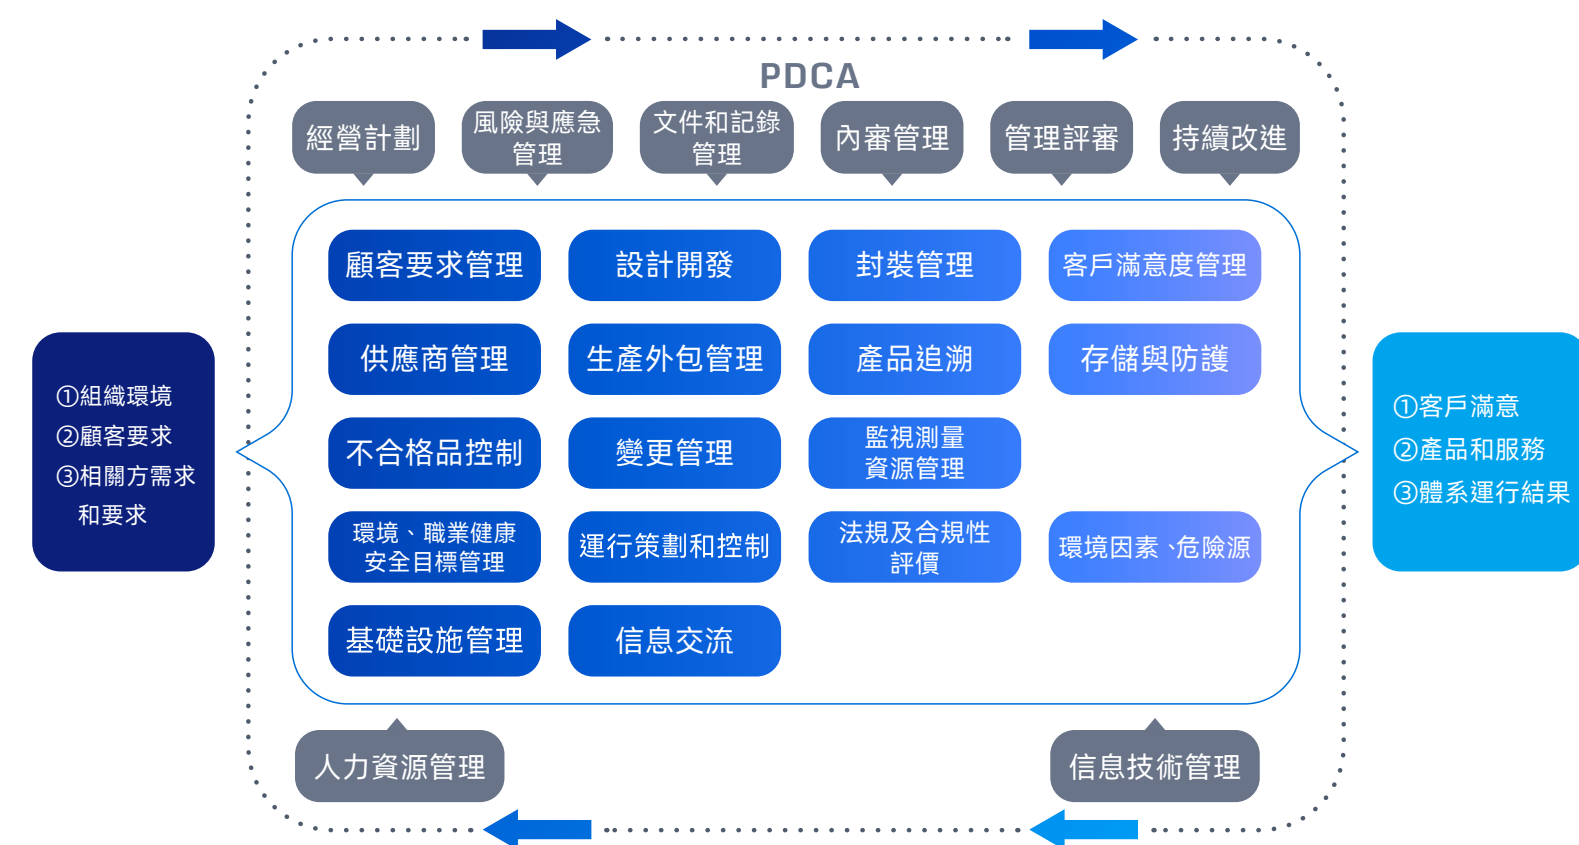 PDCA
經營計劃
風險與應急
管理
文件和記錄
管理
內審管理
管理評審
持續改進
顧客要求管理
設計開發
封裝管理
客戶滿意度管理
供應商管理
生產外包管理
產品追溯
存儲與防護
不合格品控制
變更管理
監視測量
資源管理
環境、職業健康
安全目標管理
運行策劃和控制
法規及合規性
評價
環境因素、危險源
基礎設施管理
信息交流
人力資源管理
信息技術管理
①組織環境
②顧客要求
③相關方需求
和要求
①客戶滿意
②產品和服務
③體系運行結果